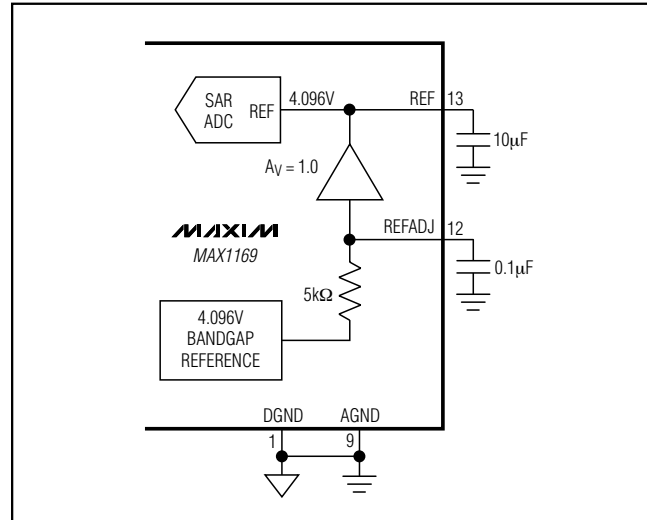 SAR
ADC
REF
4.096V
REF
13
10µF
AV = 1.0
REFADJ
12
0.1µF
MAXIM
MAX1169
5kΩ
4.096V
BANDGAP
REFERENCE
DGND
AGND
1
9